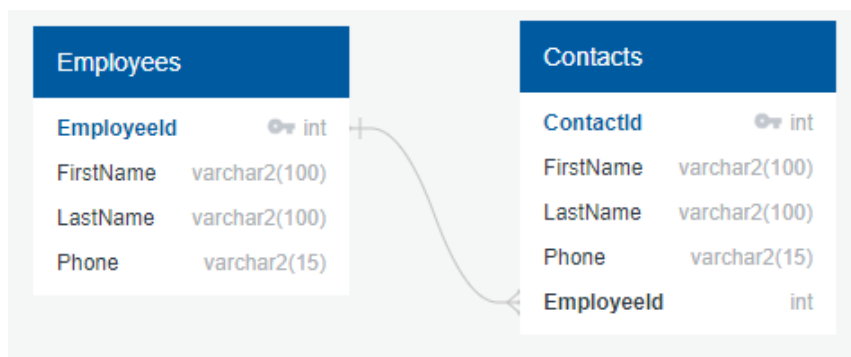 Employees
EmployeeId int
FirstName varchar2(100)
LastName varchar2(100)
Phone varchar2(15)
Contacts
ContactId int
FirstName varchar2(100)
LastName varchar2(100)
Phone varchar2(15)
EmployeeId int